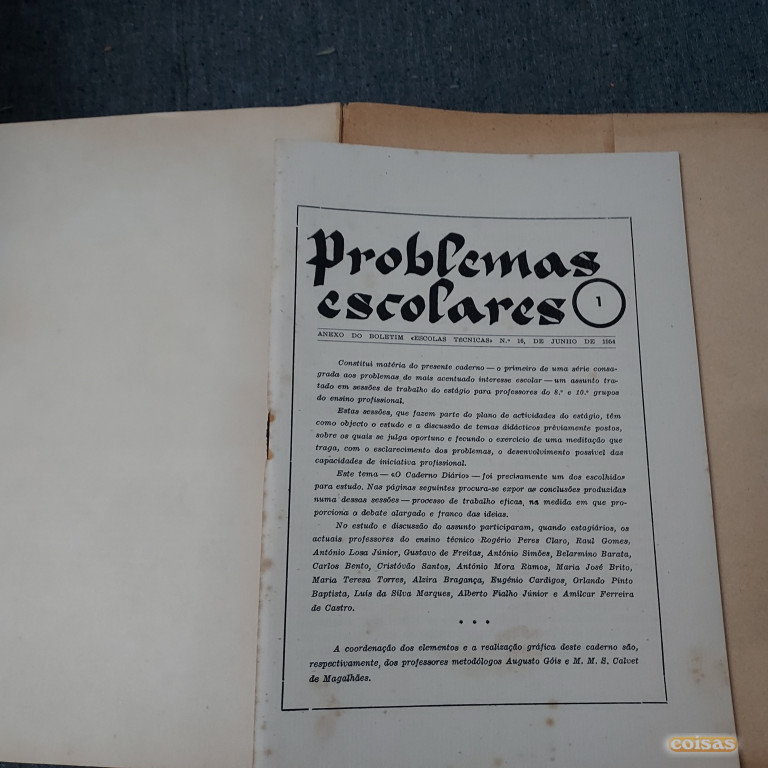 Problemas
escolares 1
ANEXO DO BOLETIM «ESCOLAS TÉCNICAS» N.º 16, DE JUNHO DE 1954
Constitui matéria do presente caderno — o primeiro de uma série consa-
grada aos problemas de mais acentuado interesse escolar — um assunto tra-
tado em sessões de trabalho do estágio para professores do 8.º e 10.º grupos
do ensino profissional.
Estas sessões, que fazem parte do plano de actividades do estágio, têm
como objecto o estudo e a discussão de temas didácticos prèviamente postos,
sobre os quais se julga oportuno e fecundo o exercício de uma meditação que
traga, com o esclarecimento dos problemas, o desenvolvimento possível das
capacidades de iniciativa profissional.
Este tema — «O Caderno Diário» — foi precisamente um dos escolhidos
para estudo. Nas páginas seguintes procura-se expor as conclusões produzidas
numa dessas sessões — processo de trabalho eficaz, na medida em que pro-
porciona o debate alargado e franco das ideias.
No estudo e discussão do assunto participaram, quando estagiários, os
actuais professores do ensino técnico Rogério Peres Claro, Raul Gomes,
António Losa Júnior, Gustavo de Freitas, António Simões, Belarmino Barata,
Carlos Bento, Cristóvão Santos, António Mora Ramos, Maria José Brito,
Maria Teresa Torres, Alzira Bragança, Eugénio Cardigos, Orlando Pinto
Baptista, Luís da Silva Marques, Alberto Fialho Júnior e Amílcar Ferreira
de Castro.
* * *
A coordenação dos elementos e a realização gráfica deste caderno são,
respectivamente, dos professores metodólogos Augusto Góis e M. M. S. Calvet
de Magalhães.
coisas